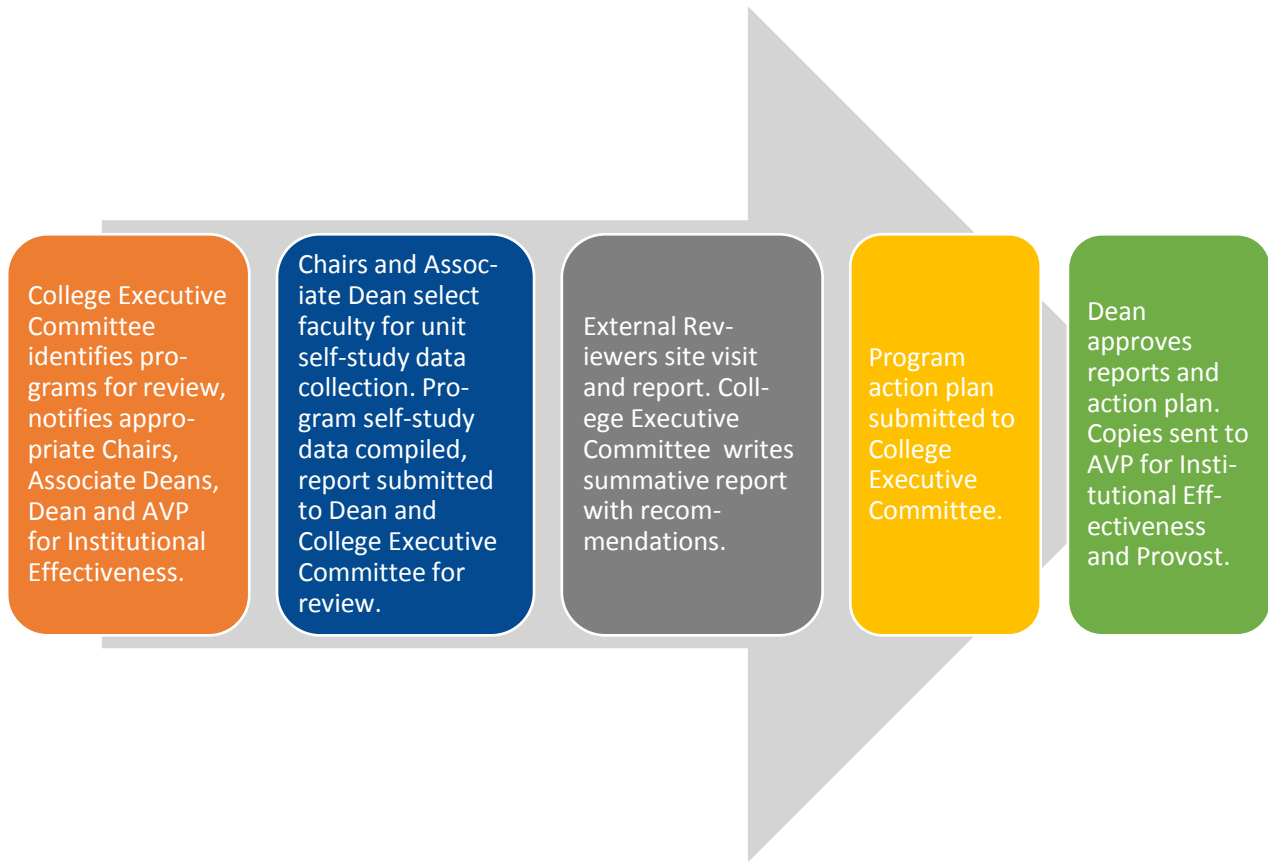 College Executive
Committee
identifies pro-
grams for review,
notifies appro-
priate Chairs,
Associate Deans,
Dean and AVP
for Institutional
Effectiveness.
Chairs and Assoc-
iate Dean select
faculty for unit
self-study data
collection. Pro-
gram self-study
data compiled,
report submitted
to Dean and
College Executive
Committee for
review.
External Rev-
iewers site visit
and report. Coll-
ege Executive
Committee writes
summative report
with recom-
mendations.
Program
action plan
submitted to
College
Executive
Committee.
Dean
approves
reports and
action plan.
Copies sent to
AVP for Insti-
tutional Eff-
ectiveness
and Provost.